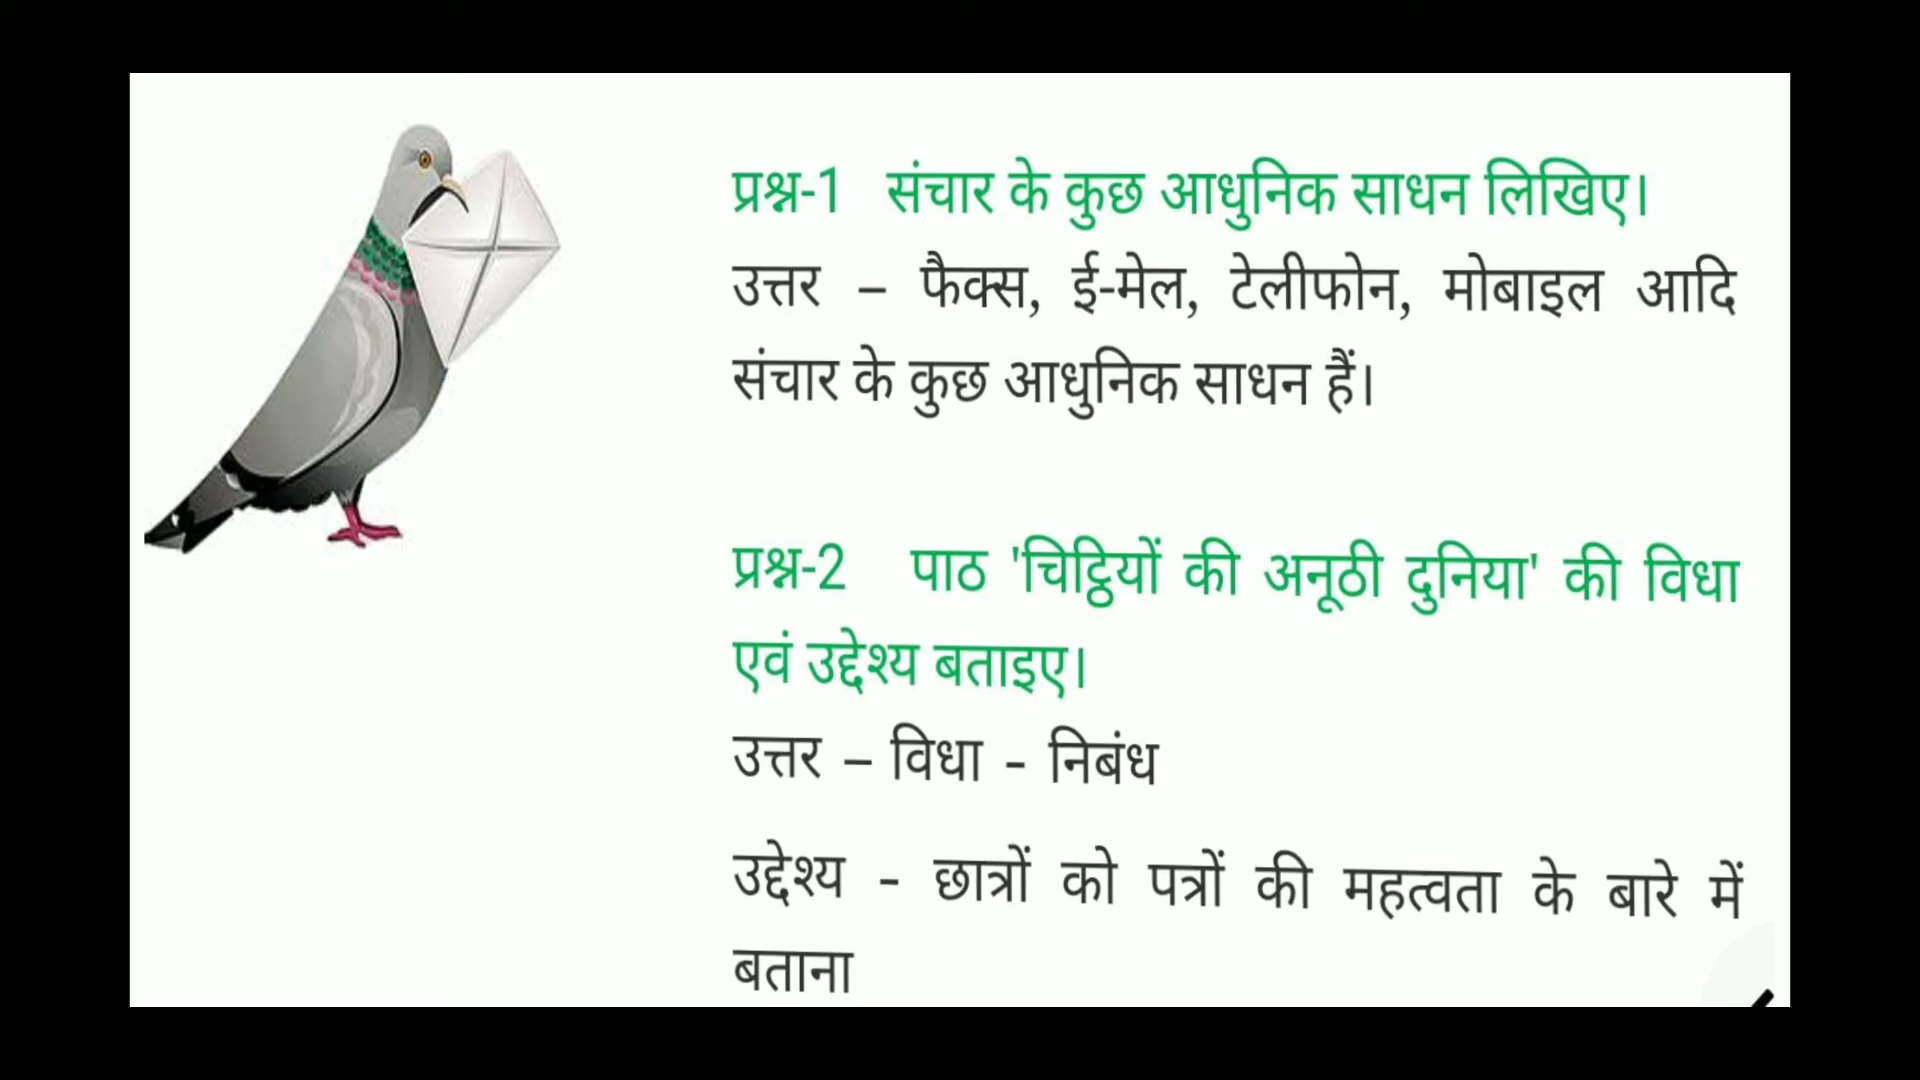 प्रश्न-1 संचार के कुछ आधुनिक साधन लिखिए।
उत्तर – फैक्स, ई-मेल, टेलीफोन, मोबाइल आदि
संचार के कुछ आधुनिक साधन हैं।
प्रश्न-2 पाठ 'चिट्ठियों की अनूठी दुनिया' की विधा
एवं उद्देश्य बताइए।
उत्तर – विधा - निबंध
उद्देश्य - छात्रों को पत्रों की महत्वता के बारे में
बताना